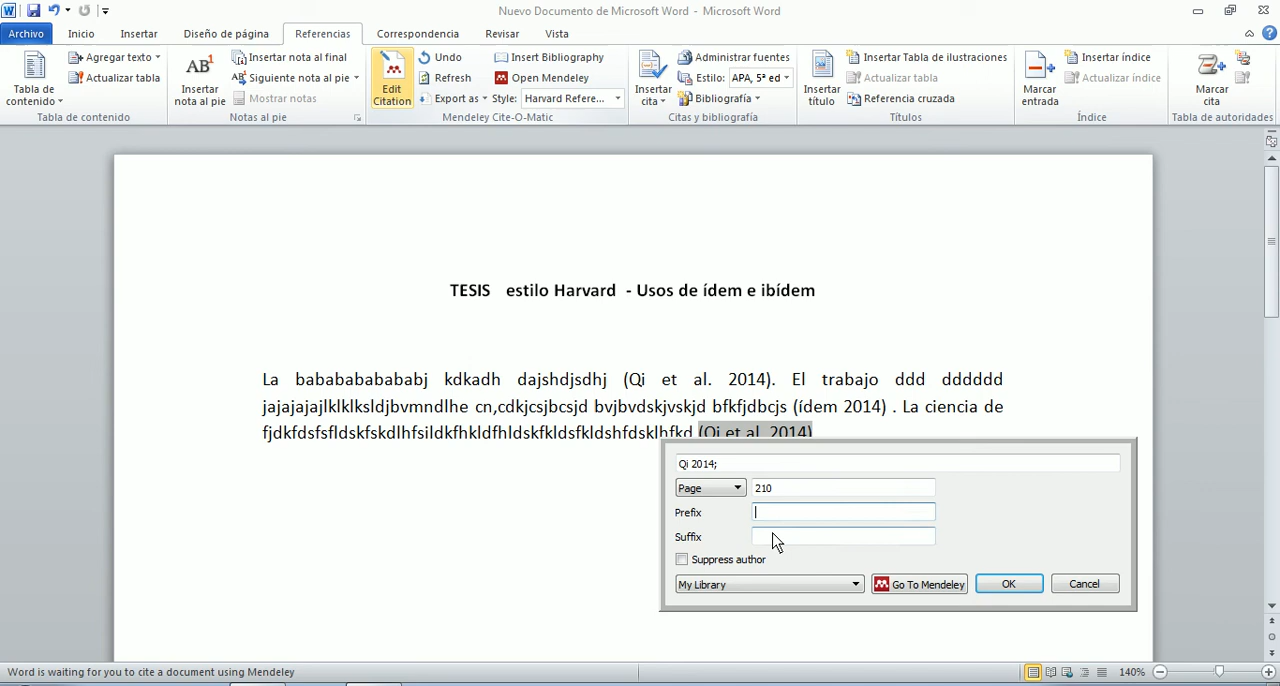 Nuevo Documento de Microsoft Word - Microsoft Word
Archivo Inicio Insertar Diseño de página Referencias Correspondencia Revisar Vista
Tabla de contenido
Agregar texto
Actualizar tabla
Tabla de contenido
AB1
Insertar nota al pie
Insertar nota al final
Siguiente nota al pie
Mostrar notas
Notas al pie
Edit Citation
Undo
Refresh
Export as
Insert Bibliography
Open Mendeley
Style: Harvard Refere...
Mendeley Cite-O-Matic
Insertar cita
Administrar fuentes
Estilo: APA, 5ª ed
Bibliografía
Citas y bibliografía
Insertar título
Insertar Tabla de ilustraciones
Actualizar tabla
Referencia cruzada
Títulos
Marcar entrada
Insertar índice
Actualizar índice
Índice
Marcar cita
Tabla de autoridades
TESIS estilo Harvard - Usos de ídem e ibídem
La bababababababj kdkadh dajshdjsdhj (Qi et al. 2014). El trabajo ddd dddddd
jajajajajlklklksldjbvmndlhe cn,cdkjcsjbcsjd bvjbvdskjvskjd bfkfjdbcjs (ídem 2014) . La ciencia de
fjdkfdsfsfldskfskdlhfsildkfhkldfhldskfkldsfkldshfdsklhfkd (Qi et al. 2014)
Qi 2014;
Page 210
Prefix
Suffix
Suppress author
My Library Go To Mendeley OK Cancel
Word is waiting for you to cite a document using Mendeley
140%